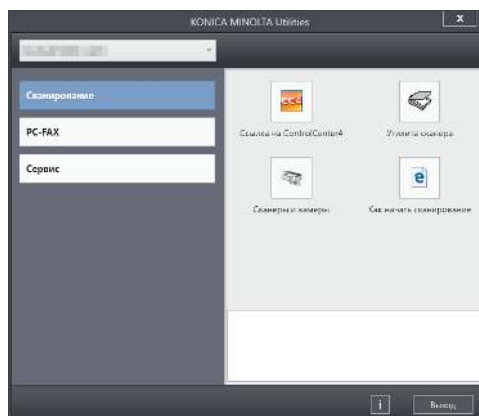 KONICA MINOLTA Utilities
X
Сканирование
PC-FAX
Сервис
Ссылка на ControlCenter4
Утилита сканера
Сканеры и камеры
Как начать сканирование
i
Выход